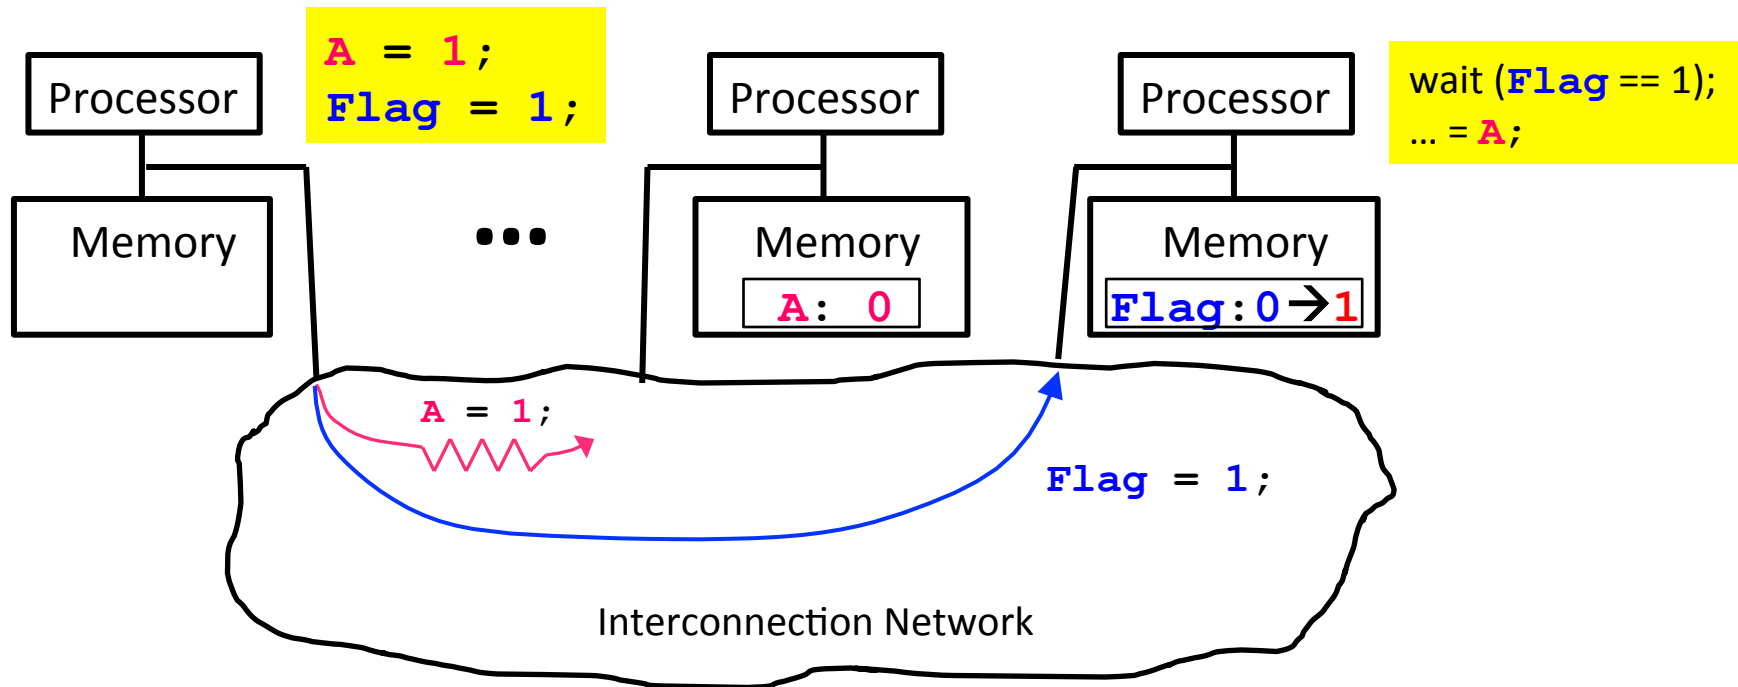 A = 1;
Flag = 1;
Processor
Processor
Processor
wait (Flag == 1);
... = A;
Memory
...
Memory
Memory
A: 0
Flag:0→1
A = 1;
Flag = 1;
Interconnection Network